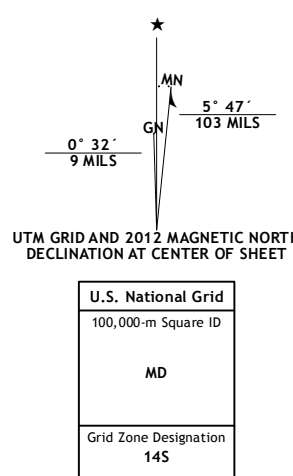 MN
5° 47´
103 MILS
GN
0° 32´
9 MILS
UTM GRID AND 2012 MAGNETIC NORT
DECLINATION AT CENTER OF SHEET
U.S. National Grid
100,000-m Square ID
MD
Grid Zone Designation
14S